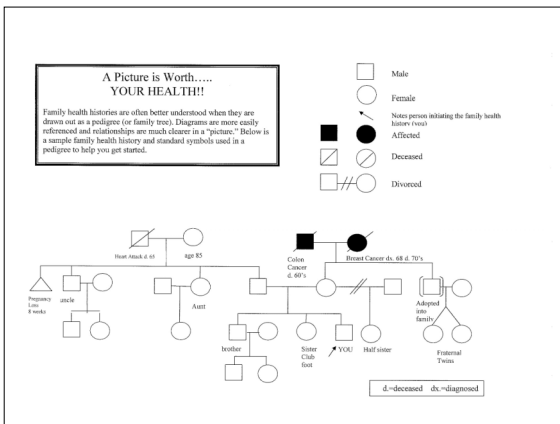 A Picture is Worth…..
YOUR HEALTH!!
Family health histories are often better understood when they are
drawn out as a pedigree (or family tree). Diagrams are more easily
referenced and relationships are much clearer in a "picture." Below is
a sample family health history and standard symbols used in a
pedigree to help you get started.
Male
Female
Notes person initiating the family health
history (you)
Affected
Deceased
Divorced
Heart Attack d. 65
age 85
Colon
Cancer
d. 60's
Breast Cancer dx. 68 d. 70's
Pregnancy
Loss
8 weeks
uncle
Aunt
Adopted
into
family
brother
Sister
Club
foot
YOU
Half sister
Fraternal
Twins
d.=deceased dx.=diagnosed